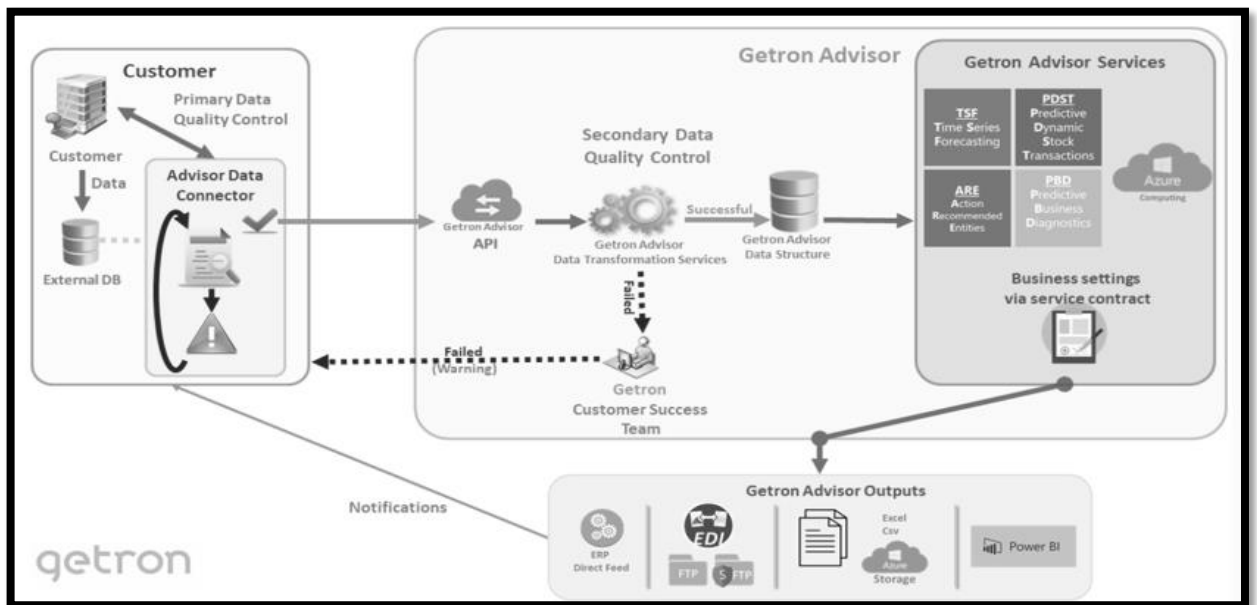 Customer
Primary Data
Quality Control
Customer
Data
External DB
Advisor Data
Connector
Getron Advisor
Secondary Data
Quality Control
Getron Advisor
API
Getron Advisor
Data Transformation Services
Successful
Getron Advisor
Data Structure
Failed
Failed
(Warning)
Getron
Customer Success
Team
Getron Advisor Services
TSF
Time Series
Forecasting
PDST
Predictive
Dynamic
Stock
Transactions
ARE
Action
Recommended
Entities
PBD
Predictive
Business
Diagnostics
Azure
Computing
Business settings
via service contract
Notifications
Getron Advisor Outputs
ERP
Direct Feed
EDI
FTP
S FTP
Excel
Csv
Azure
Storage
Power BI
getron